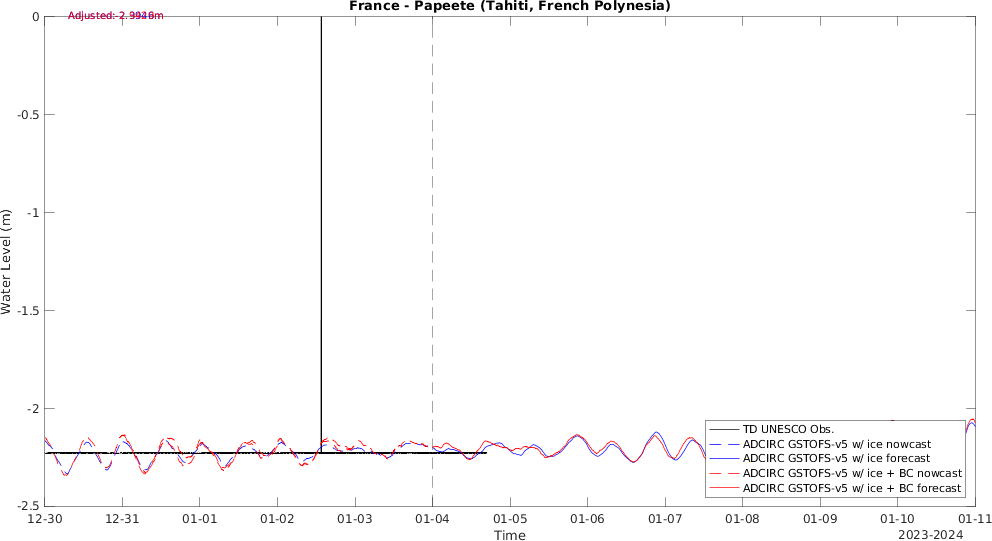 France - Papeete (Tahiti, French Polynesia)
Adjusted:
0
-0.5
-1
-1.5
-2
-2.5
Water Level (m)
TD UNESCO Obs.
ADCIRC GSTOFS-v5 w/ ice nowcast
ADCIRC GSTOFS-v5 w/ ice forecast
ADCIRC GSTOFS-v5 w/ ice + BC nowcast
ADCIRC GSTOFS-v5 w/ ice + BC forecast
12-30 12-31 01-01 01-02 01-03 01-04 01-05 01-06 01-07 01-08 01-09 01-10 01-11
Time
2023-2024